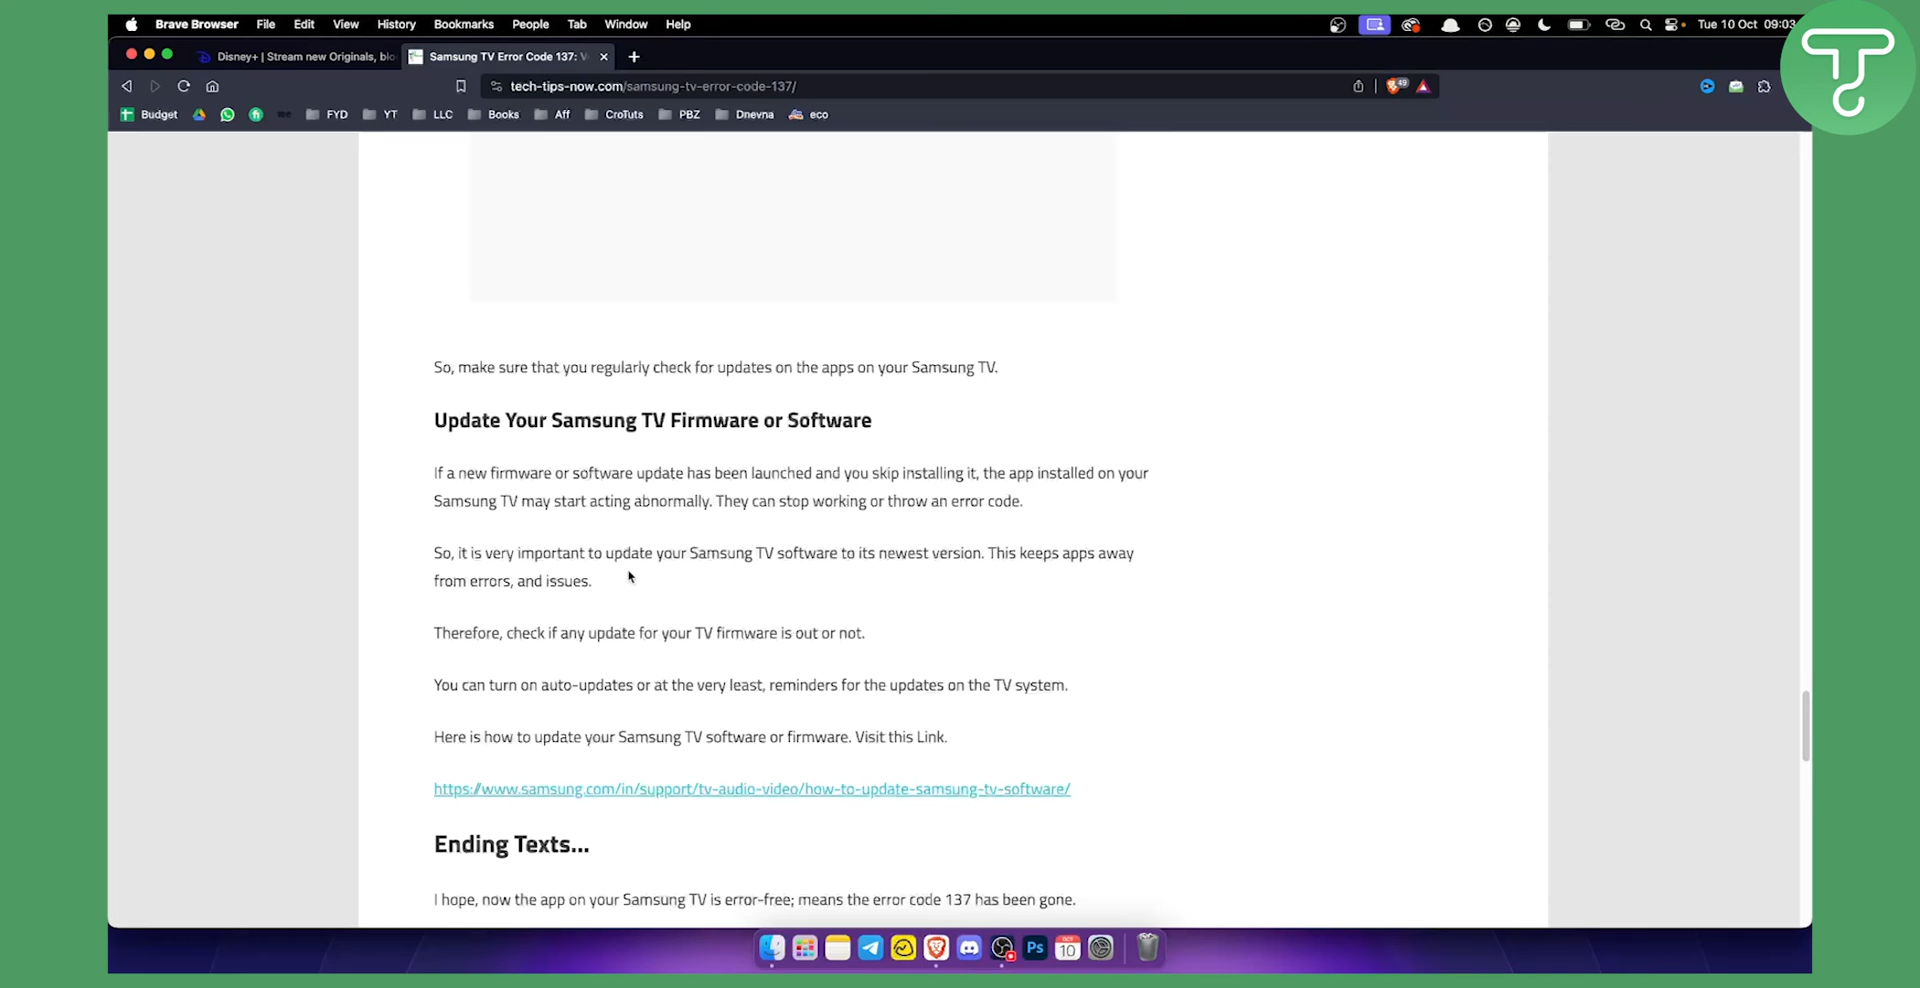 Brave Browser File Edit View History Bookmarks People Tab Window Help Tue 10 Oct 09:03
Disney+ | Stream new Originals, blo Samsung TV Error Code 137:
tech-tips-now.com/samsung-tv-error-code-137/ 49
Budget FYD YT LLC Books Aff CroTuts PBZ Dnevna eco
So, make sure that you regularly check for updates on the apps on your Samsung TV.
Update Your Samsung TV Firmware or Software
If a new firmware or software update has been launched and you skip installing it, the app installed on your
Samsung TV may start acting abnormally. They can stop working or throw an error code.
So, it is very important to update your Samsung TV software to its newest version. This keeps apps away
from errors, and issues.
Therefore, check if any update for your TV firmware is out or not.
You can turn on auto-updates or at the very least, reminders for the updates on the TV system.
Here is how to update your Samsung TV software or firmware. Visit this Link.
https://www.samsung.com/in/support/tv-audio-video/how-to-update-samsung-tv-software/
Ending Texts...
I hope, now the app on your Samsung TV is error-free; means the error code 137 has been gone.
Ps OCT 10